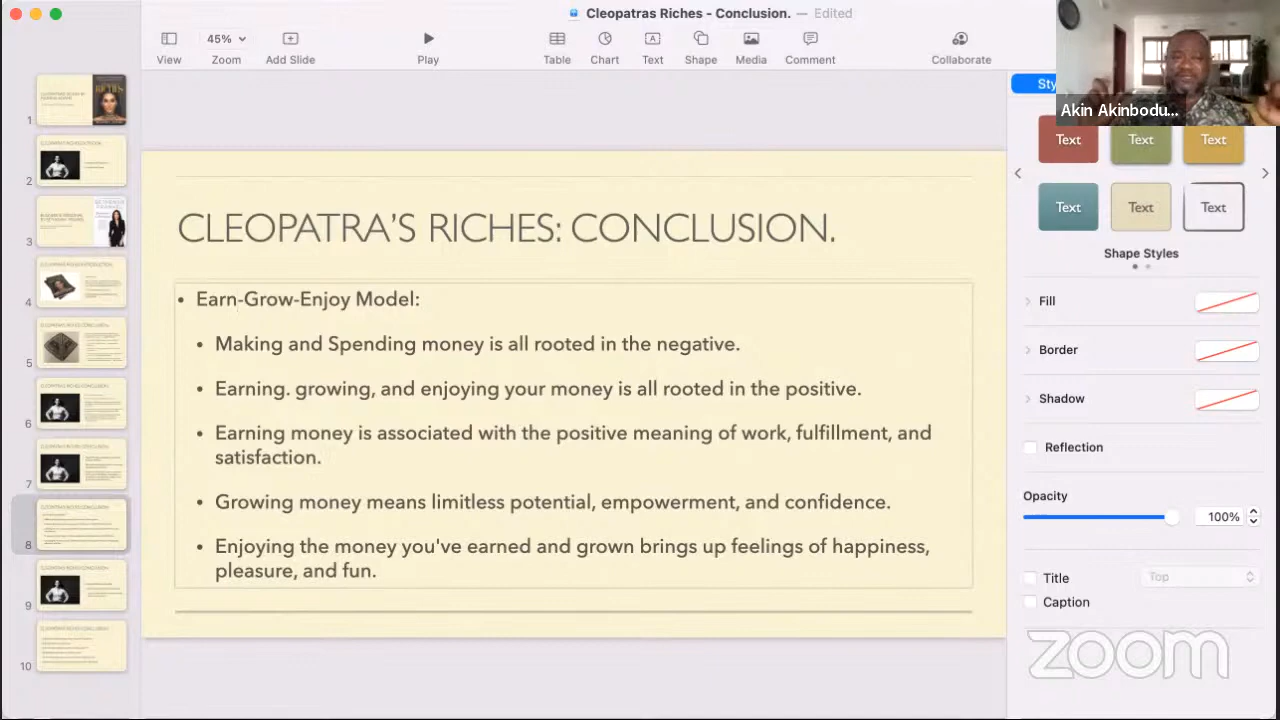 Cleopatras Riches - Conclusion. — Edited
45%
View
Zoom
Add Slide
Play
Table
Chart
Text
Shape
Media
Comment
Collaborate
Akin Akinbodu...
1
2
3
4
5
6
7
8
9
10
CLEOPATRA'S RICHES: CONCLUSION.
• Earn-Grow-Enjoy Model:
• Making and Spending money is all rooted in the negative.
• Earning. growing, and enjoying your money is all rooted in the positive.
• Earning money is associated with the positive meaning of work, fulfillment, and
satisfaction.
• Growing money means limitless potential, empowerment, and confidence.
• Enjoying the money you've earned and grown brings up feelings of happiness,
pleasure, and fun.
Sty
Text Text Text
Text Text Text
Shape Styles
Fill
Border
Shadow
Reflection
Opacity
100%
Title
Top
Caption
zoom